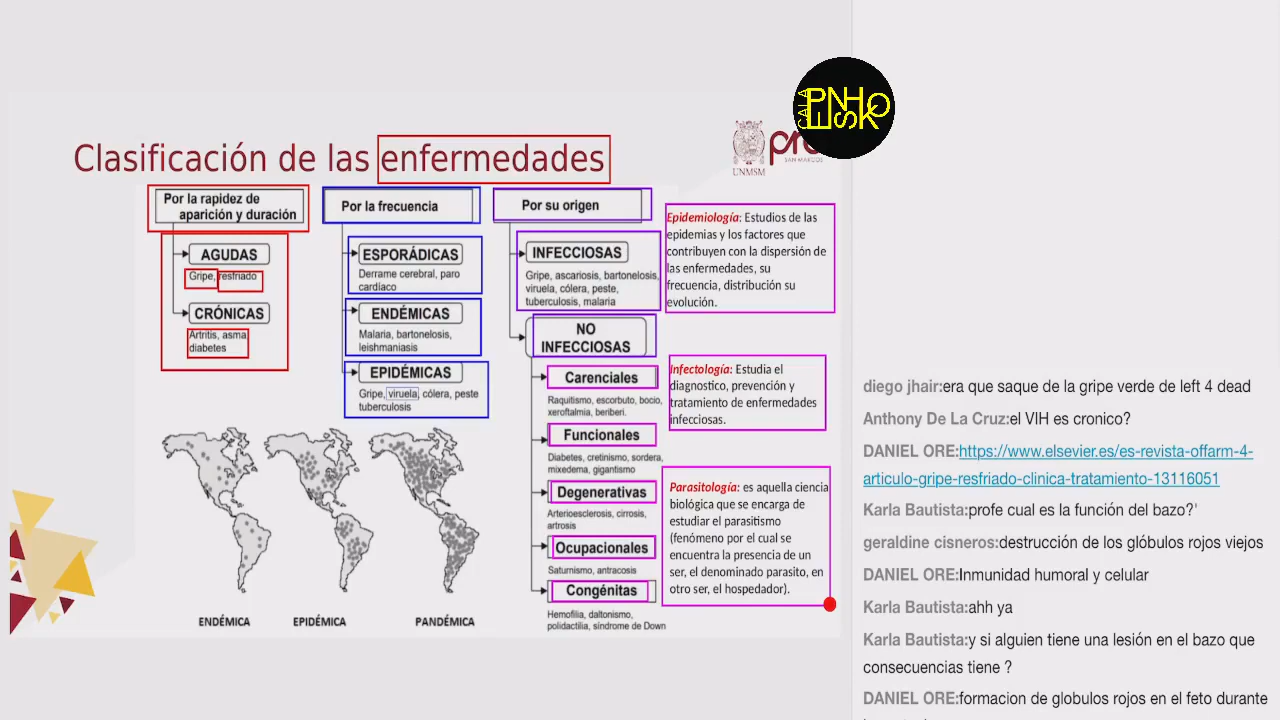 CALA
PNH
ESKO
Clasificación de las enfermedades
UNMSM
pre
SAN MARCOS
Por la rapidez de
aparición y duración
AGUDAS
Gripe, resfriado
CRÓNICAS
Artritis, asma
diabetes
Por la frecuencia
ESPORÁDICAS
Derrame cerebral, paro
cardíaco
ENDÉMICAS
Malaria, bartonelosis,
leishmaniasis
EPIDÉMICAS
Gripe, viruela, cólera, peste
tuberculosis
Por su origen
INFECCIOSAS
Gripe, ascariosis, bartonelosis,
viruela, cólera, peste,
tuberculosis, malaria
NO
INFECCIOSAS
Carenciales
Raquitismo, escorbuto, bocio,
xeroftalmia, beriberi.
Funcionales
Diabetes, cretinismo, sordera,
mixedema, gigantismo
Degenerativas
Arterioesclerosis, cirrosis,
artrosis
Ocupacionales
Saturnismo, antracosis
Congénitas
Hemofilia, daltonismo,
polidactilia, síndrome de Down
Epidemiología: Estudios de las
epidemias y los factores que
contribuyen con la dispersión de
las enfermedades, su
frecuencia, distribución su
evolución.
Infectología: Estudia el
diagnostico, prevención y
tratamiento de enfermedades
infecciosas.
Parasitología: es aquella ciencia
biológica que se encarga de
estudiar el parasitismo
(fenómeno por el cual se
encuentra la presencia de un
ser, el denominado parasito, en
otro ser, el hospedador).
ENDÉMICA
EPIDÉMICA
PANDÉMICA
diego jhair:era que saque de la gripe verde de left 4 dead
Anthony De La Cruz:el VIH es cronico?
DANIEL ORE:https://www.elsevier.es/es-revista-offarm-4-
articulo-gripe-resfriado-clinica-tratamiento-13116051
Karla Bautista:profe cual es la función del bazo?'
geraldine cisneros:destrucción de los glóbulos rojos viejos
DANIEL ORE:Inmunidad humoral y celular
Karla Bautista:ahh ya
Karla Bautista:y si alguien tiene una lesión en el bazo que
consecuencias tiene ?
DANIEL ORE:formacion de globulos rojos en el feto durante